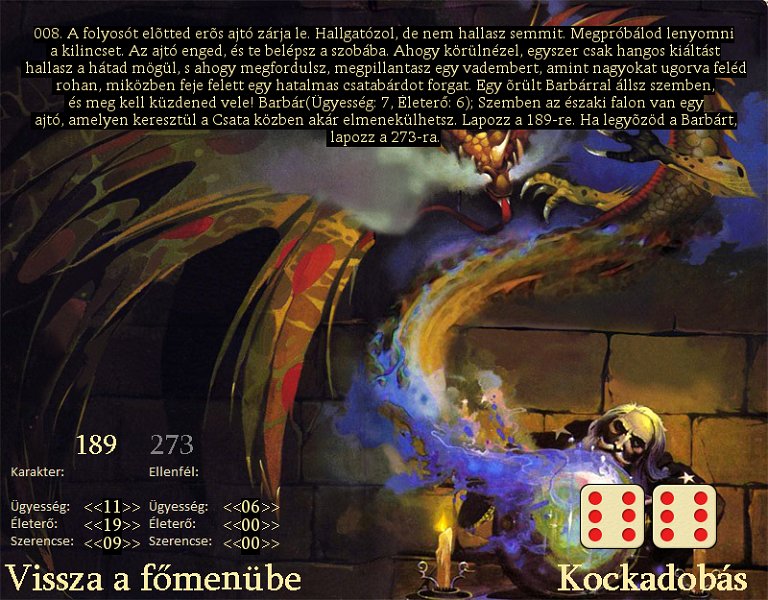 008. A folyosót elõtted erõs ajtó zárja le. Hallgatózol, de nem hallasz semmit. Megpróbálod lenyomni
a kilincset. Az ajtó enged, és te belépsz a szobába. Ahogy körülnézel, egyszer csak hangos kiáltást
hallasz a hátad mögül, s ahogy megfordulsz, megpillantasz egy vadembert, amint nagyokat ugorva feléd
rohan, miközben feje felett egy hatalmas csatabárdot forgat. Egy õrült Barbárral állsz szemben,
és meg kell küzdened vele! Barbár(Ügyesség: 7, Életerő: 6); Szemben az északi falon van egy
ajtó, amelyen keresztül a Csata közben akár elmenekülhetsz. Lapozz a 189-re. Ha legyõzöd a Barbárt,
lapozz a 273-ra.
189 273
Karakter: Ellenfél:
Ügyesség: <<11>> Ügyesség: <<06>>
Életerő: <<19>> Életerő: <<00>>
Szerencse: <<09>> Szerencse: <<00>>
Vissza a főmenübe Kockadobás